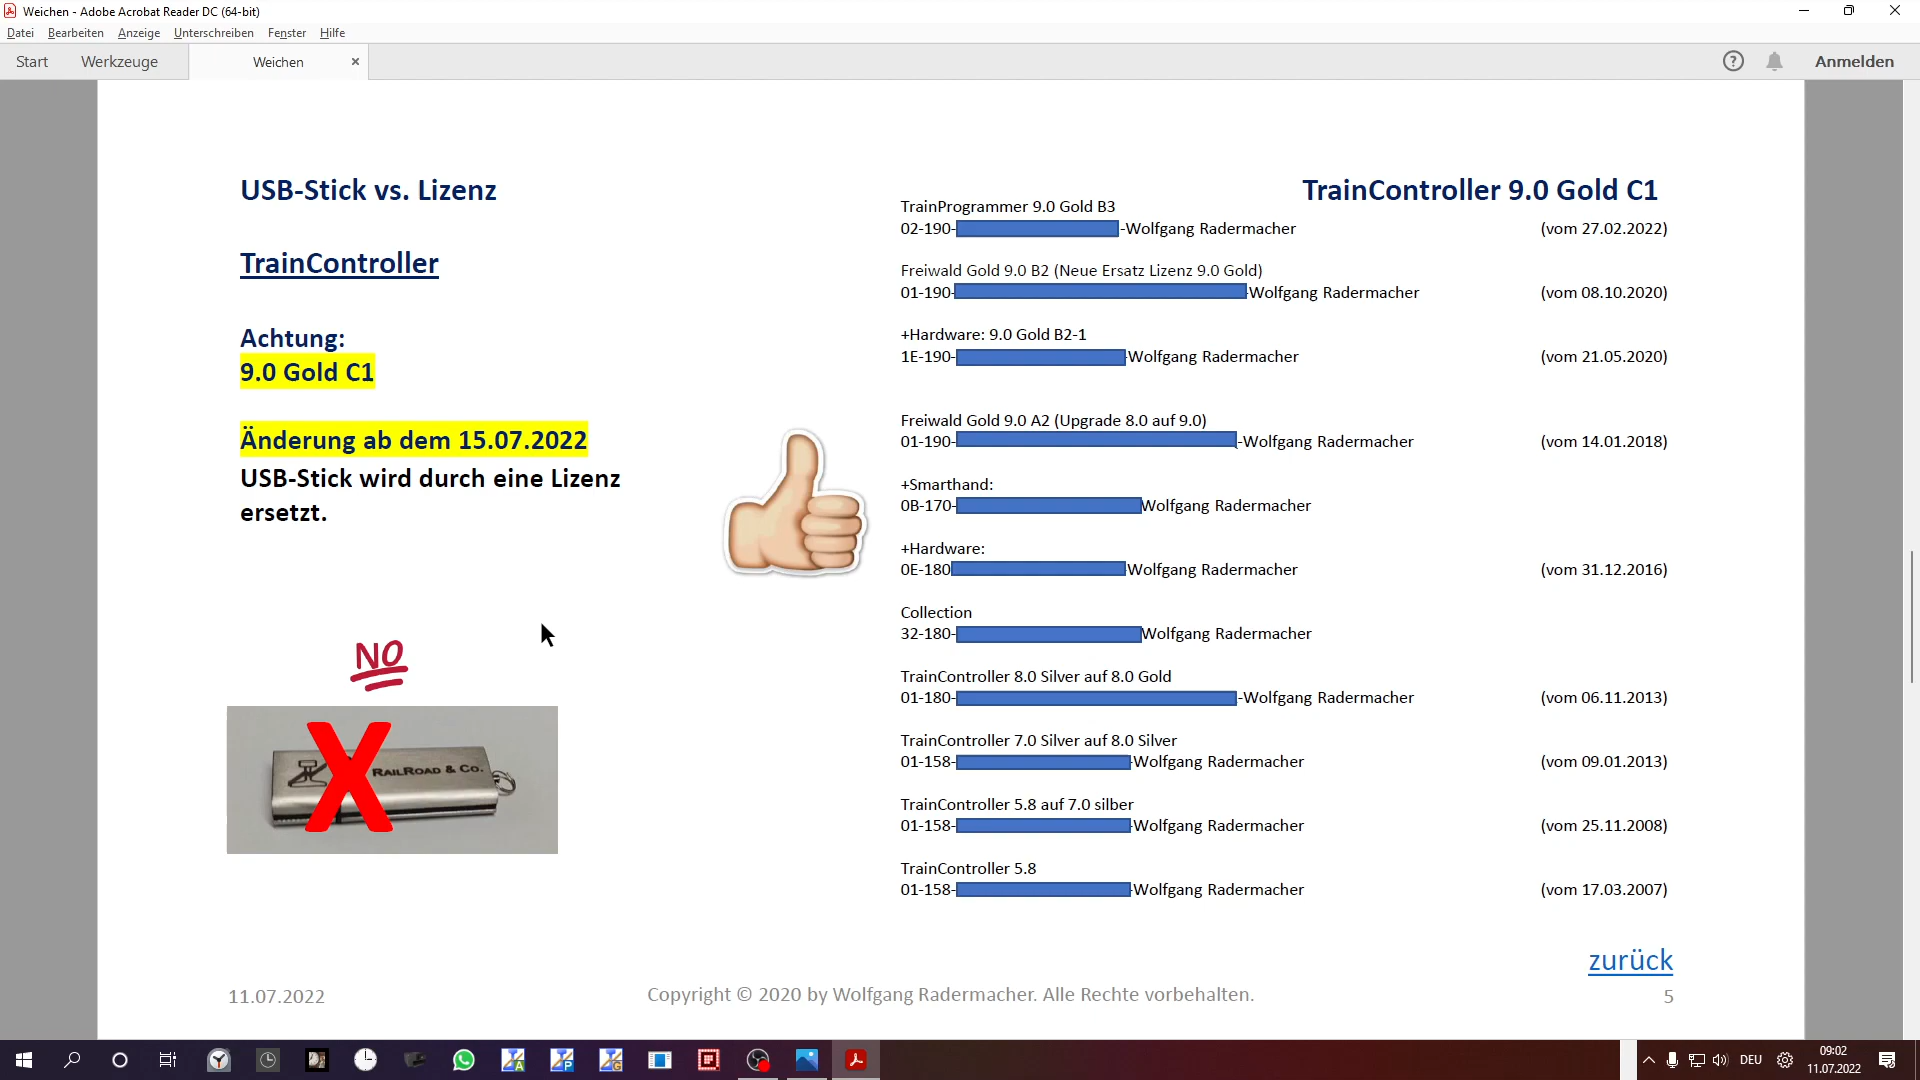 Weichen - Adobe Acrobat Reader DC (64-bit)
Datei Bearbeiten Anzeige Unterschreiben Fenster Hilfe
Start Werkzeuge Weichen Anmelden
USB-Stick vs. Lizenz
TrainController 9.0 Gold C1
TrainController
Achtung:
9.0 Gold C1
Änderung ab dem 15.07.2022
USB-Stick wird durch eine Lizenz
ersetzt.
NO
X
RAILROAD & CO.
TrainProgrammer 9.0 Gold B3
02-190- -Wolfgang Radermacher (vom 27.02.2022)
Freiwald Gold 9.0 B2 (Neue Ersatz Lizenz 9.0 Gold)
01-190- Wolfgang Radermacher (vom 08.10.2020)
+Hardware: 9.0 Gold B2-1
1E-190- Wolfgang Radermacher (vom 21.05.2020)
Freiwald Gold 9.0 A2 (Upgrade 8.0 auf 9.0)
01-190- -Wolfgang Radermacher (vom 14.01.2018)
+Smarthand:
0B-170- Wolfgang Radermacher
+Hardware:
0E-180 Wolfgang Radermacher (vom 31.12.2016)
Collection
32-180- Wolfgang Radermacher
TrainController 8.0 Silver auf 8.0 Gold
01-180- -Wolfgang Radermacher (vom 06.11.2013)
TrainController 7.0 Silver auf 8.0 Silver
01-158- Wolfgang Radermacher (vom 09.01.2013)
TrainController 5.8 auf 7.0 silber
01-158- Wolfgang Radermacher (vom 25.11.2008)
TrainController 5.8
01-158- Wolfgang Radermacher (vom 17.03.2007)
zurück
11.07.2022
Copyright © 2020 by Wolfgang Radermacher. Alle Rechte vorbehalten.
5
DEU
09:02
11.07.2022